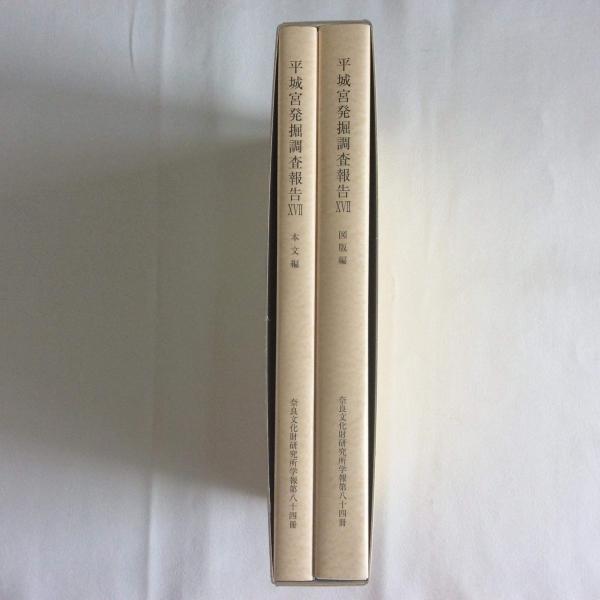 平城宮発掘調査報告XVII
本文編
奈良文化財研究所学報第八十四冊
平城宮発掘調査報告XVII
図版編
奈良文化財研究所学報第八十四冊